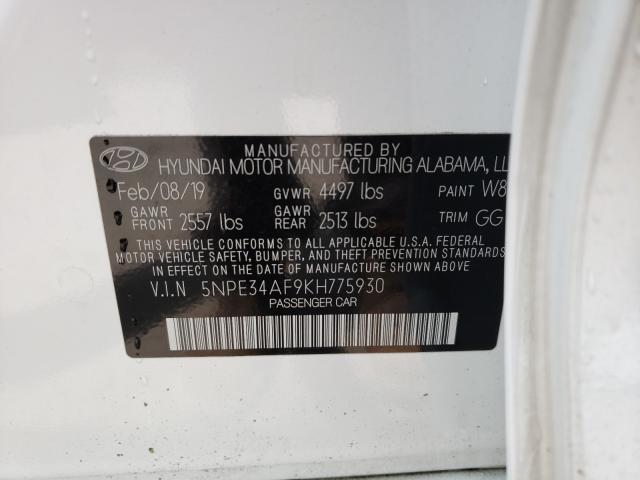 MANUFACTURED BY
HYUNDAI MOTOR MANUFACTURING ALABAMA, LL
Feb/08/19 GVWR 4497 lbs PAINT W8
GAWR FRONT 2557 lbs GAWR REAR 2513 lbs TRIM GG
THIS VEHICLE CONFORMS TO ALL APPLICABLE U.S.A. FEDERAL
MOTOR VEHICLE SAFETY, BUMPER, AND THEFT PREVENTION STANDARDS
IN EFFECT ON THE DATE OF MANUFACTURE SHOWN ABOVE.
V.I.N 5NPE34AF9KH775930
PASSENGER CAR